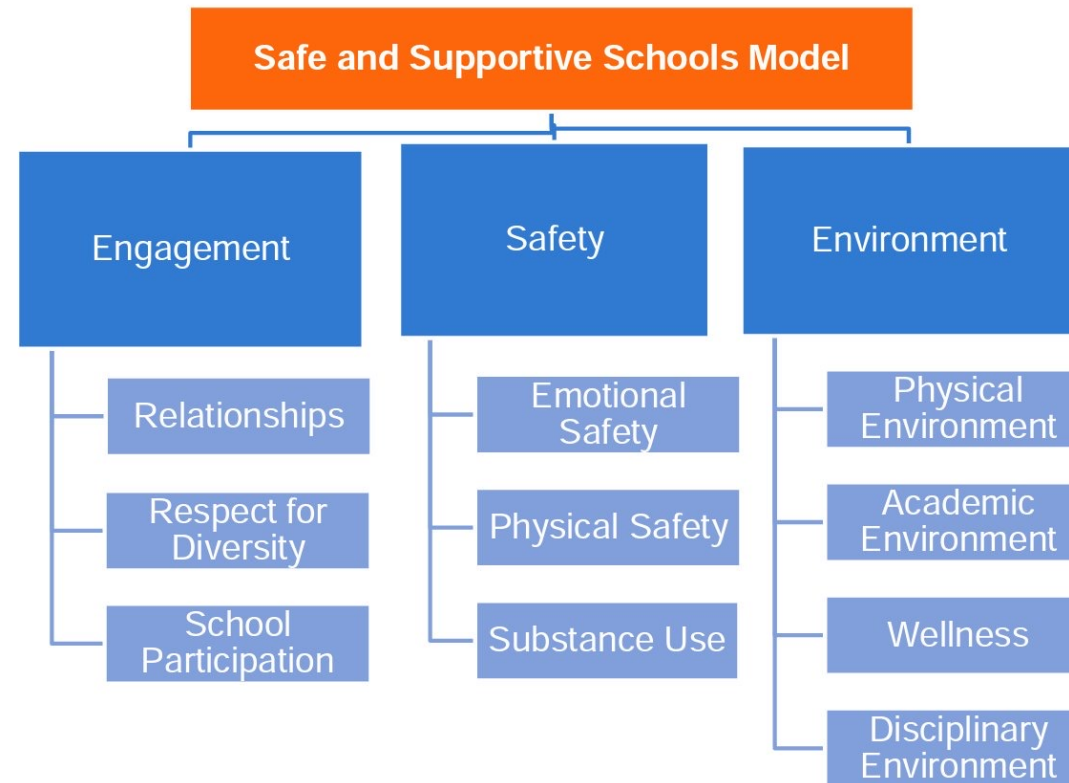 Safe and Supportive Schools Model
Engagement
Relationships
Respect for
Diversity
School
Participation
Safety
Emotional
Safety
Physical Safety
Substance Use
Environment
Physical
Environment
Academic
Environment
Wellness
Disciplinary
Environment